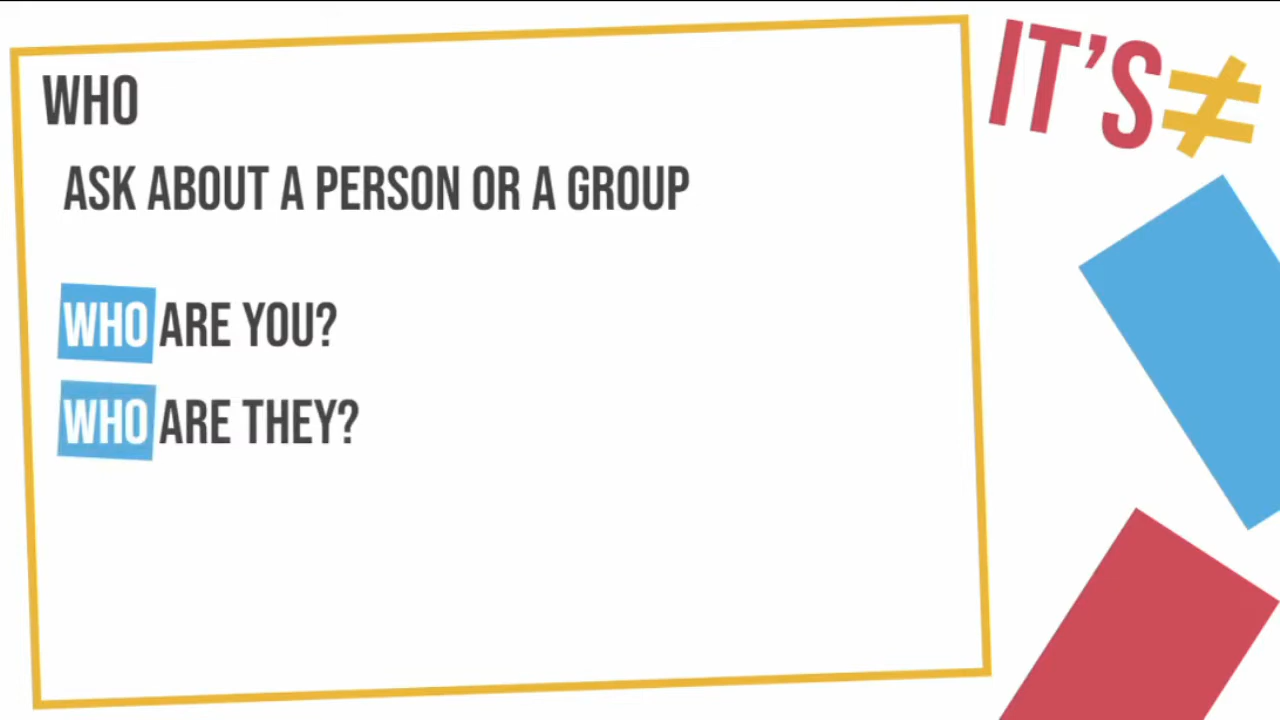 WHO
ASK ABOUT A PERSON OR A GROUP
WHO ARE YOU?
WHO ARE THEY?
IT'S≠